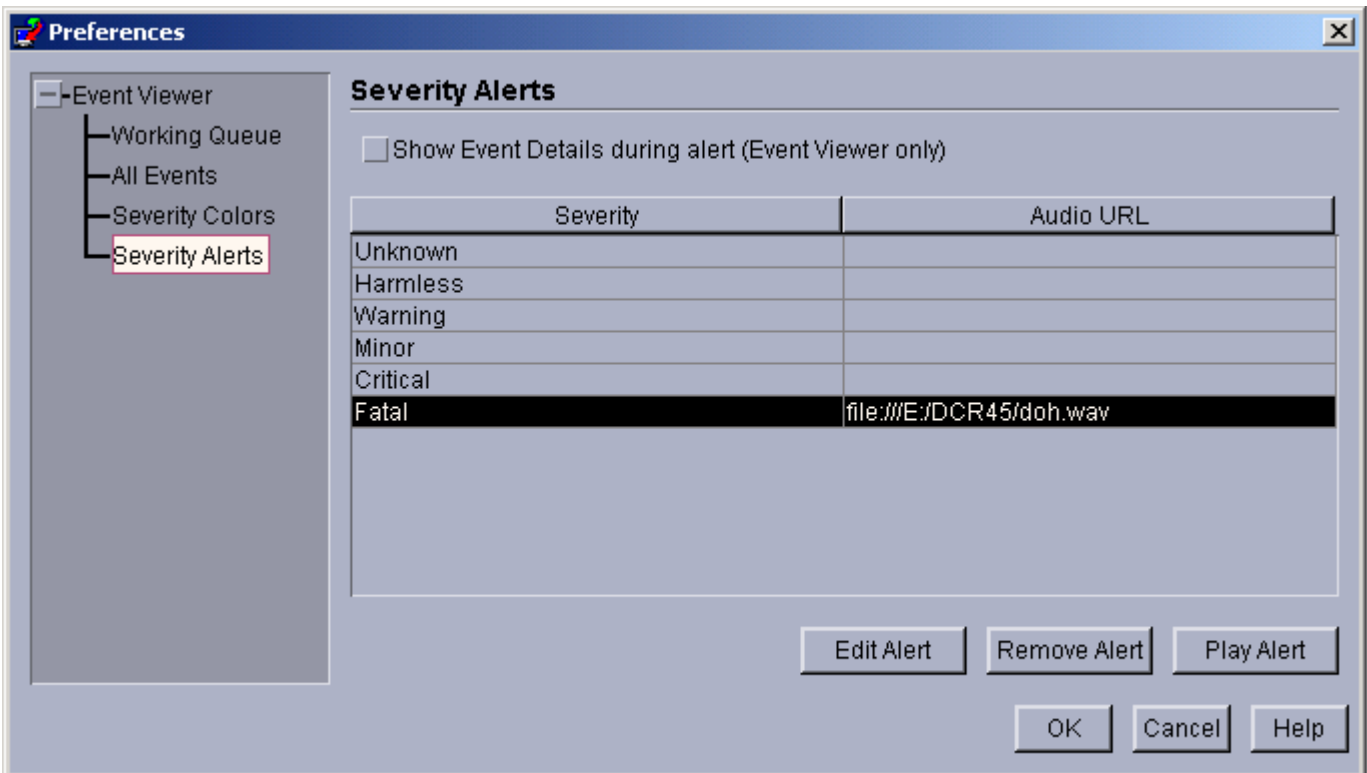 Preferences
Event Viewer
Working Queue
All Events
Severity Colors
Severity Alerts
Severity Alerts
Show Event Details during alert (Event Viewer only)
Severity Audio URL
Unknown
Harmless
Warning
Minor
Critical
Fatal file:///E:/DCR45/doh.wav
Edit Alert Remove Alert Play Alert
OK Cancel Help